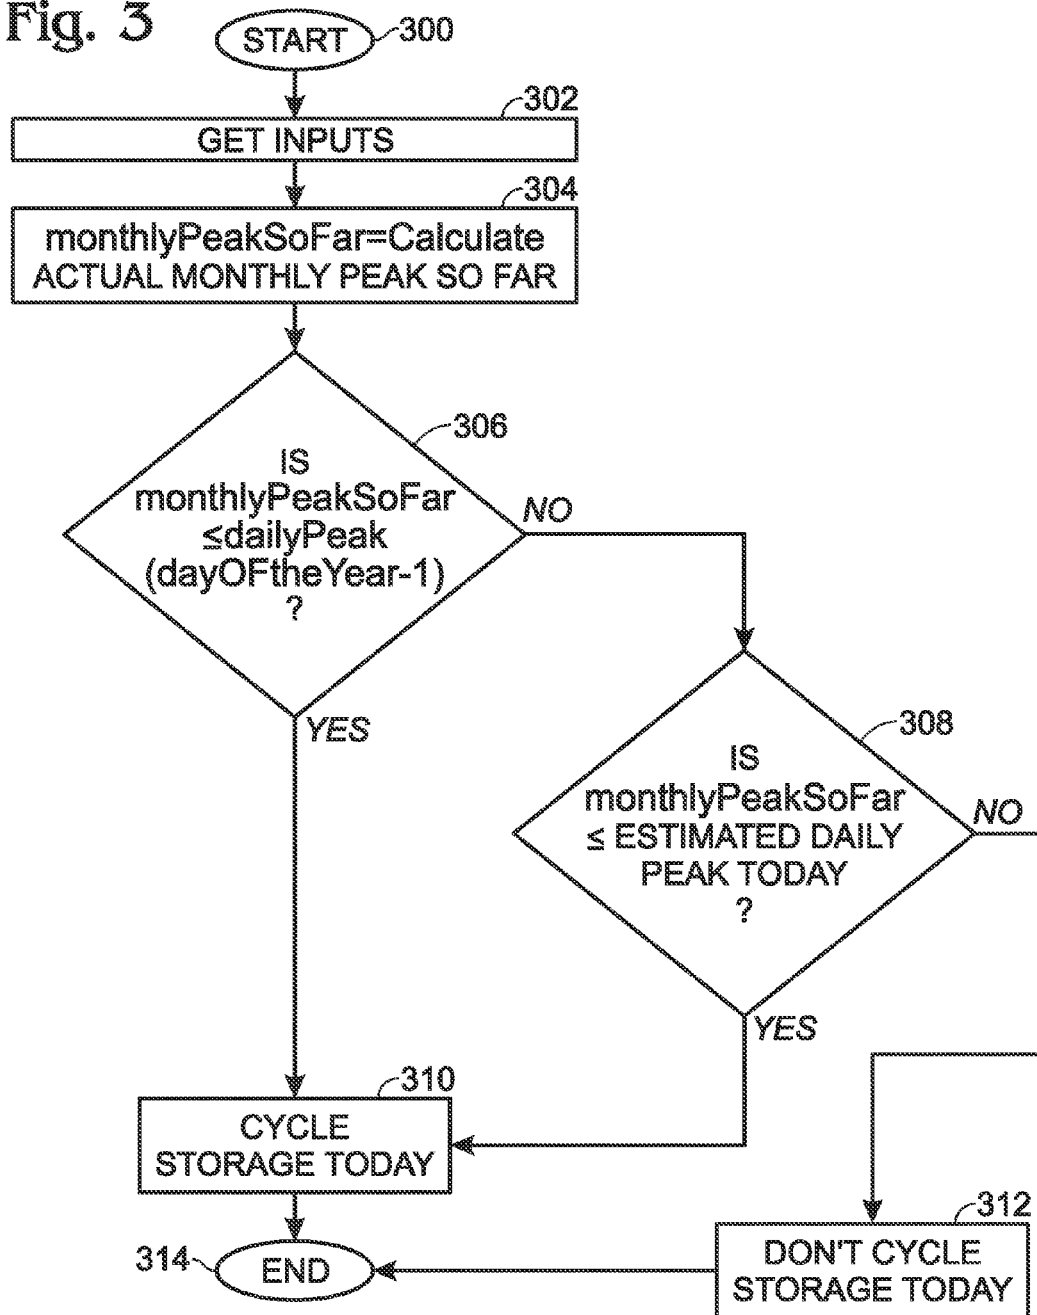 Fig. 3
START
300
302
GET INPUTS
304
monthlyPeakSoFar=Calculate
ACTUAL MONTHLY PEAK SO FAR
306
IS
monthlyPeakSoFar
≤dailyPeak
(dayOFtheYear-1)
?
NO
YES
308
IS
monthlyPeakSoFar
≤ ESTIMATED DAILY
PEAK TODAY
?
NO
YES
310
CYCLE
STORAGE TODAY
312
DON'T CYCLE
STORAGE TODAY
314
END